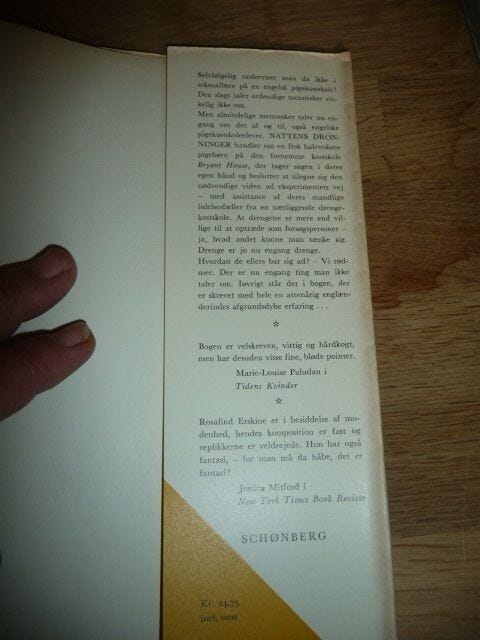 Selvfølgelig underviser man da ikke i
seksuallære på en engelsk pigekostskole!
Den slags taler ordentlige mennesker vir-
kelig ikke om.
Men almindelige mennesker taler nu en-
gang om det af og til, også engelske
pigekostskoleelever. NATTENS DRON-
NINGER handler om en flok halvvoksne
pigebørn på den fornemme kostskole
Bryant House, der tager sagen i deres
egen hånd og beslutter at tilegne sig den
nødvendige viden ad eksperimentets vej
– med assistance af deres mandlige
lidelsesfæller fra en nærliggende drenge-
kostskole. At drengene er mere end vil-
lige til at optræde som forsøgspersoner –
ja, hvad andet kunne man tænke sig.
Drenge er jo nu engang drenge.
Hvordan de ellers bar sig ad? – Vi rød-
mer. Der er nu engang ting man ikke
taler om. Iøvrigt står det i bogen, der
er skrevet med hele en attenårig englæn-
derindes afgrundsdybe erfaring . . .
Bogen er velskreven, vittig og hårdkogt,
men har desuden visse fine, bløde pointer.
Marie-Louise Paludan i
Tidens Kvinder
Rosalind Erskine er i besiddelse af mo-
denhed, hendes komposition er fast og
replikkerne er veldrejede. Hun har også
fantasi, – for man må da håbe, det er
fantasi?
Jessica Mitford i
New York Times Book Review
SCHØNBERG
Kr. 24,75
incl. oms